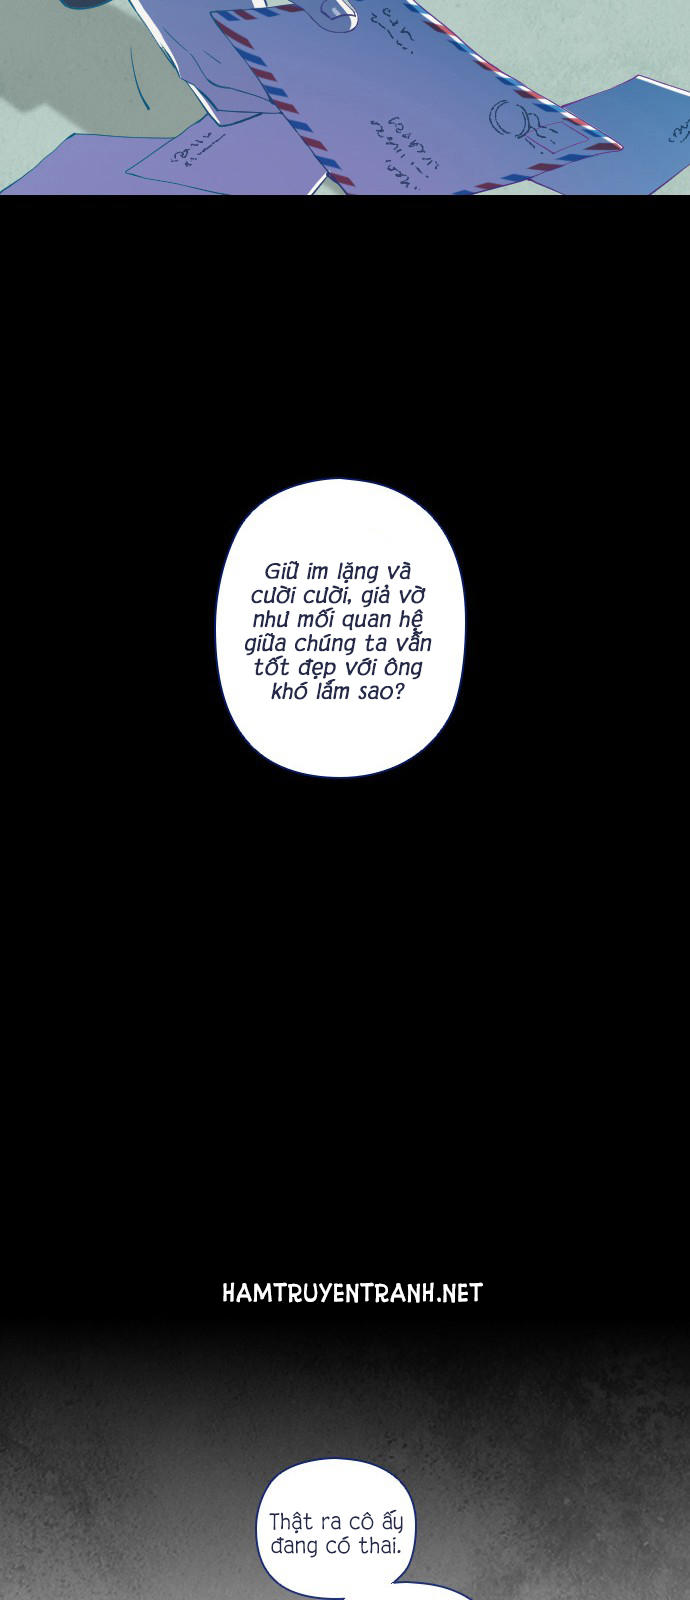 Giữ im lặng và
cười cười, giả vờ
như mối quan hệ
giữa chúng ta vẫn
tốt đẹp với ông
khó lắm sao?
HAMTRUYENTRANH.NET
Thật ra cô ấy
đang có thai.